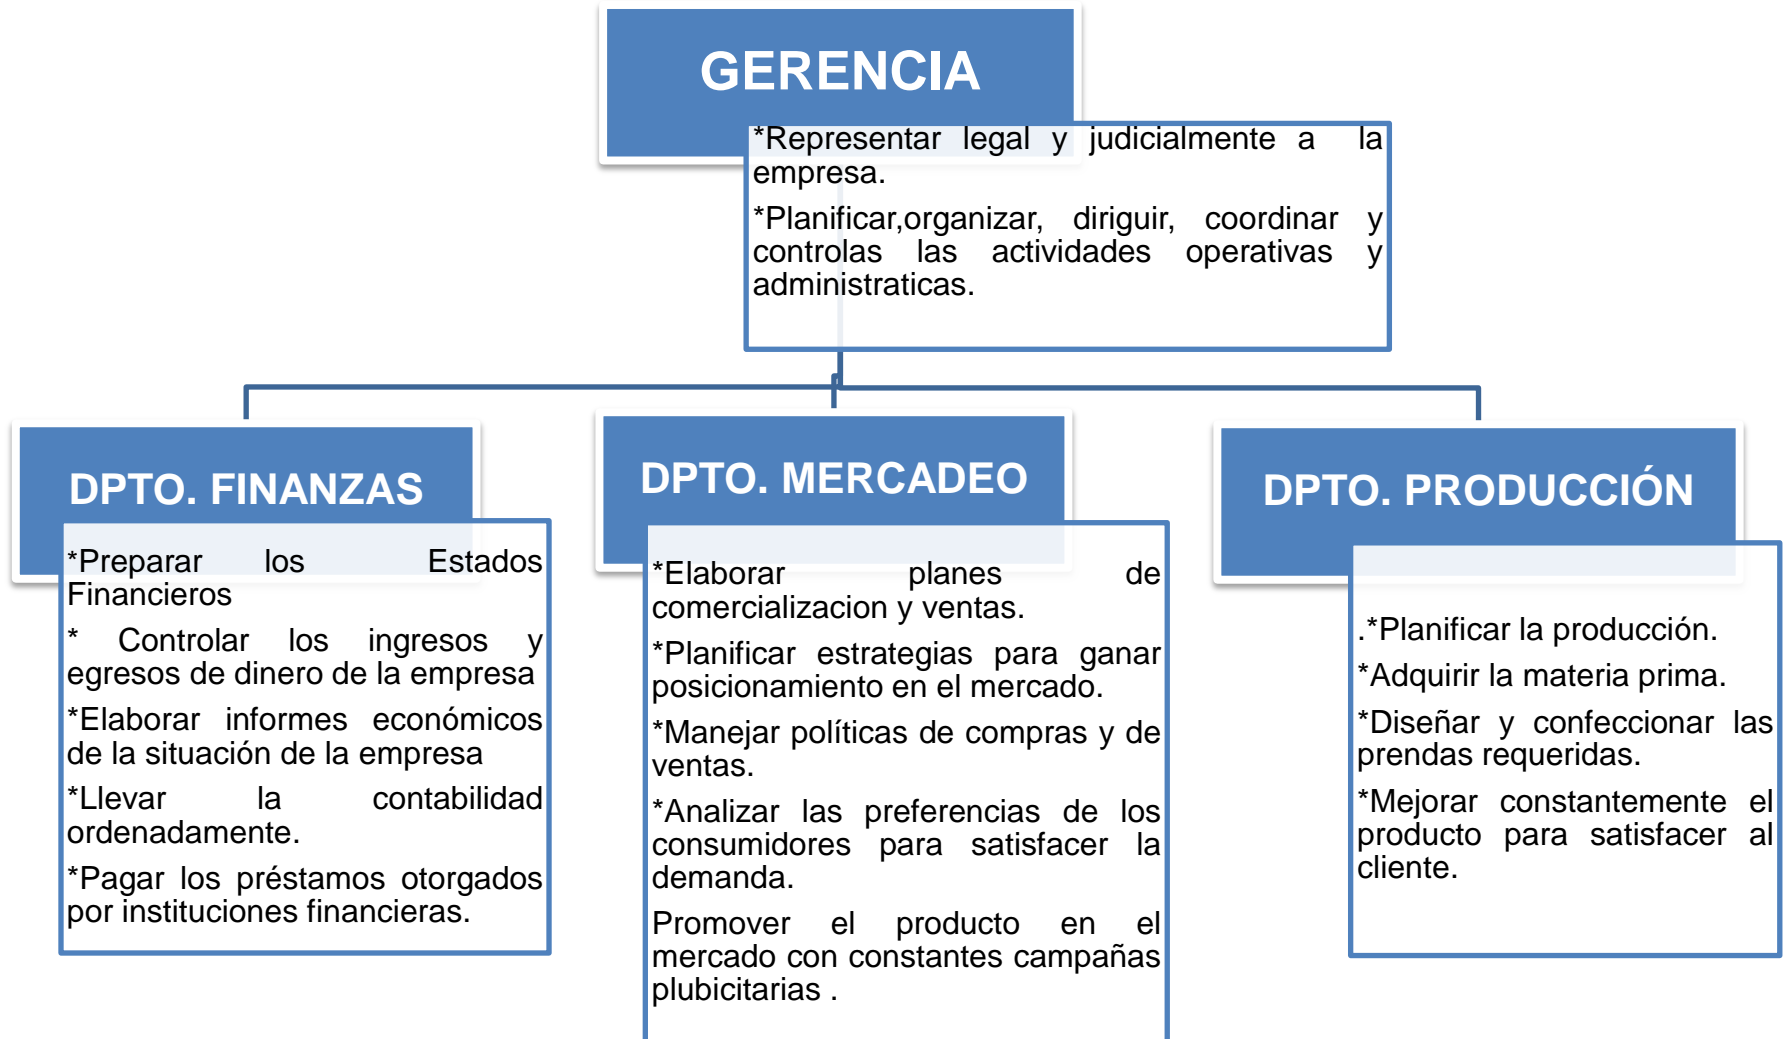 GERENCIA
*Representar legal y judicialmente a la
empresa.
*Planificar,organizar, diriguir, coordinar y
controlas las actividades operativas y
administraticas.
DPTO. FINANZAS
*Preparar los Estados
Financieros
* Controlar los ingresos y
egresos de dinero de la empresa
*Elaborar informes económicos
de la situación de la empresa
*Llevar la contabilidad
ordenadamente.
*Pagar los préstamos otorgados
por instituciones financieras.
DPTO. MERCADEO
*Elaborar planes de
comercializacion y ventas.
*Planificar estrategias para ganar
posicionamiento en el mercado.
*Manejar políticas de compras y de
ventas.
*Analizar las preferencias de los
consumidores para satisfacer la
demanda.
Promover el producto en el
mercado con constantes campañas
plubicitarias .
DPTO. PRODUCCIÓN
.*Planificar la producción.
*Adquirir la materia prima.
*Diseñar y confeccionar las
prendas requeridas.
*Mejorar constantemente el
producto para satisfacer al
cliente.